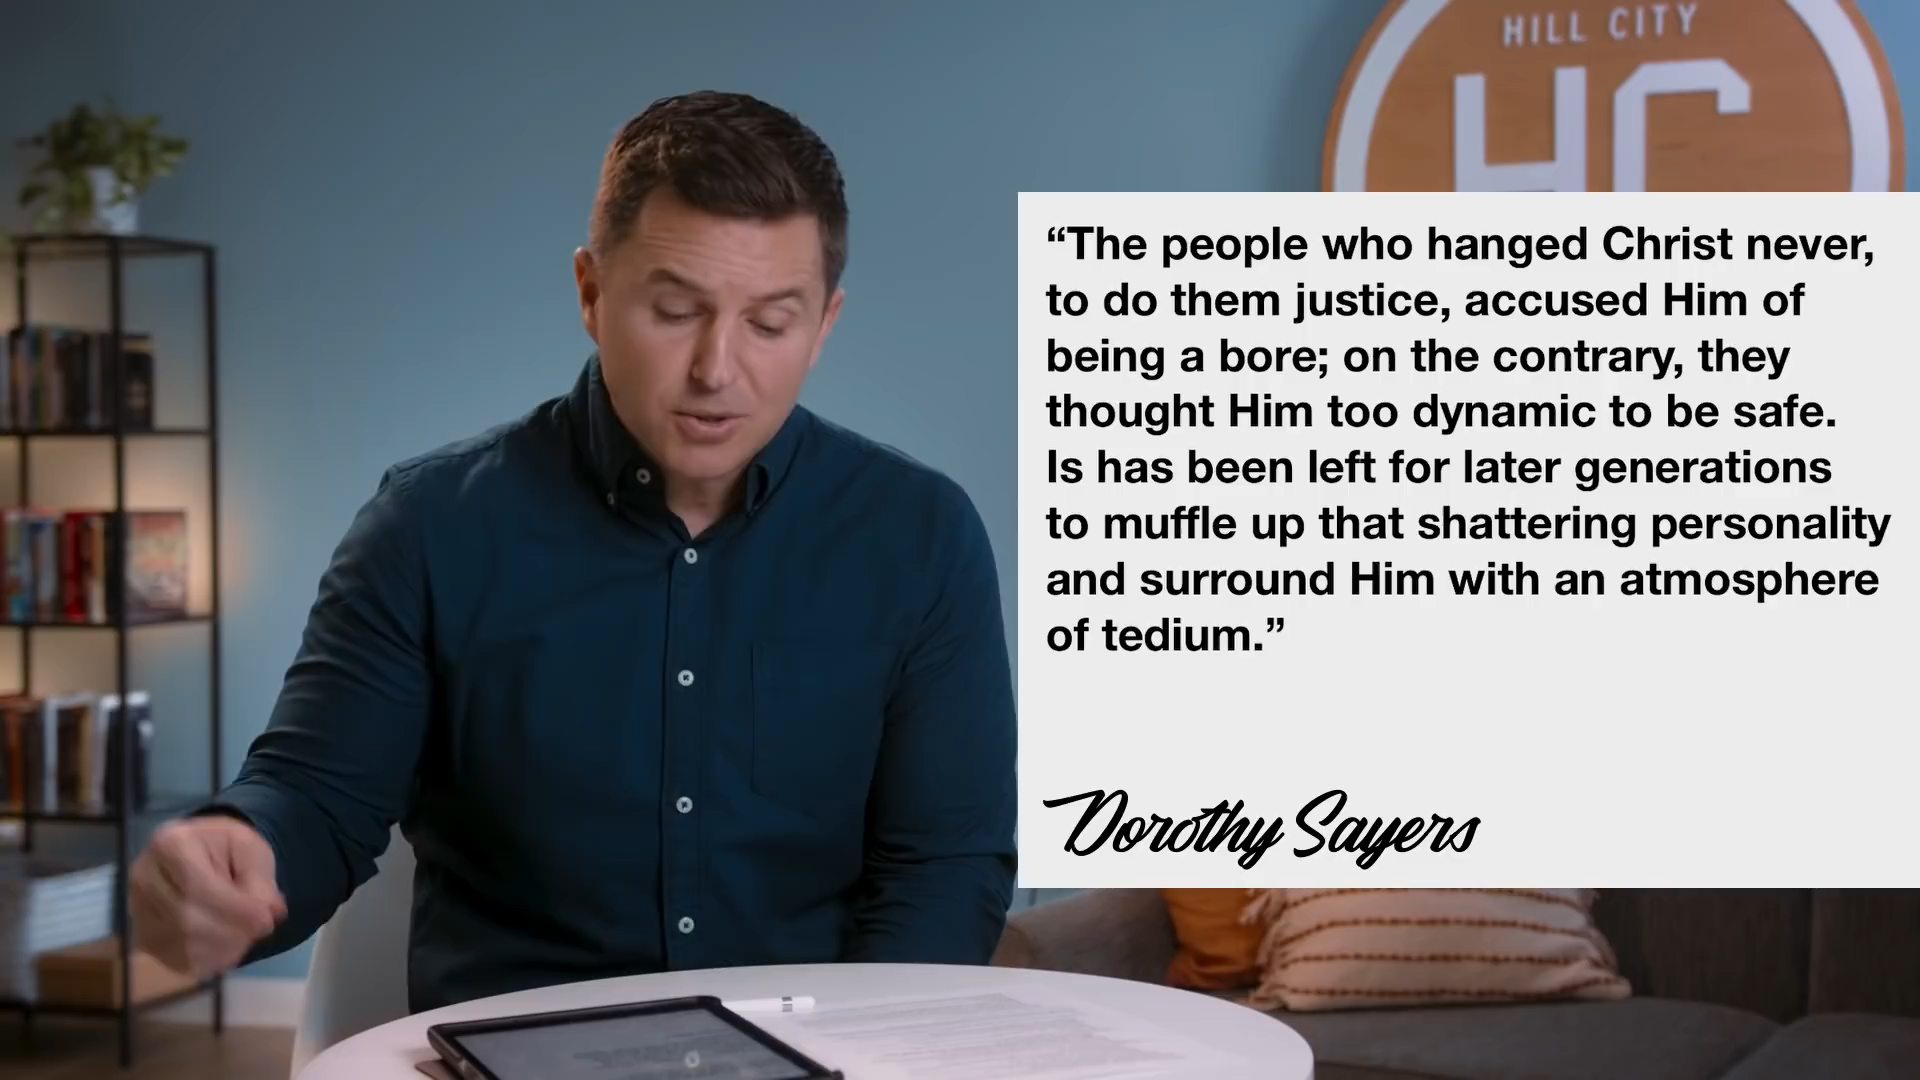 HILL CITY
HC
“The people who hanged Christ never,
to do them justice, accused Him of
being a bore; on the contrary, they
thought Him too dynamic to be safe.
Is has been left for later generations
to muffle up that shattering personality
and surround Him with an atmosphere
of tedium.”
Dorothy Sayers